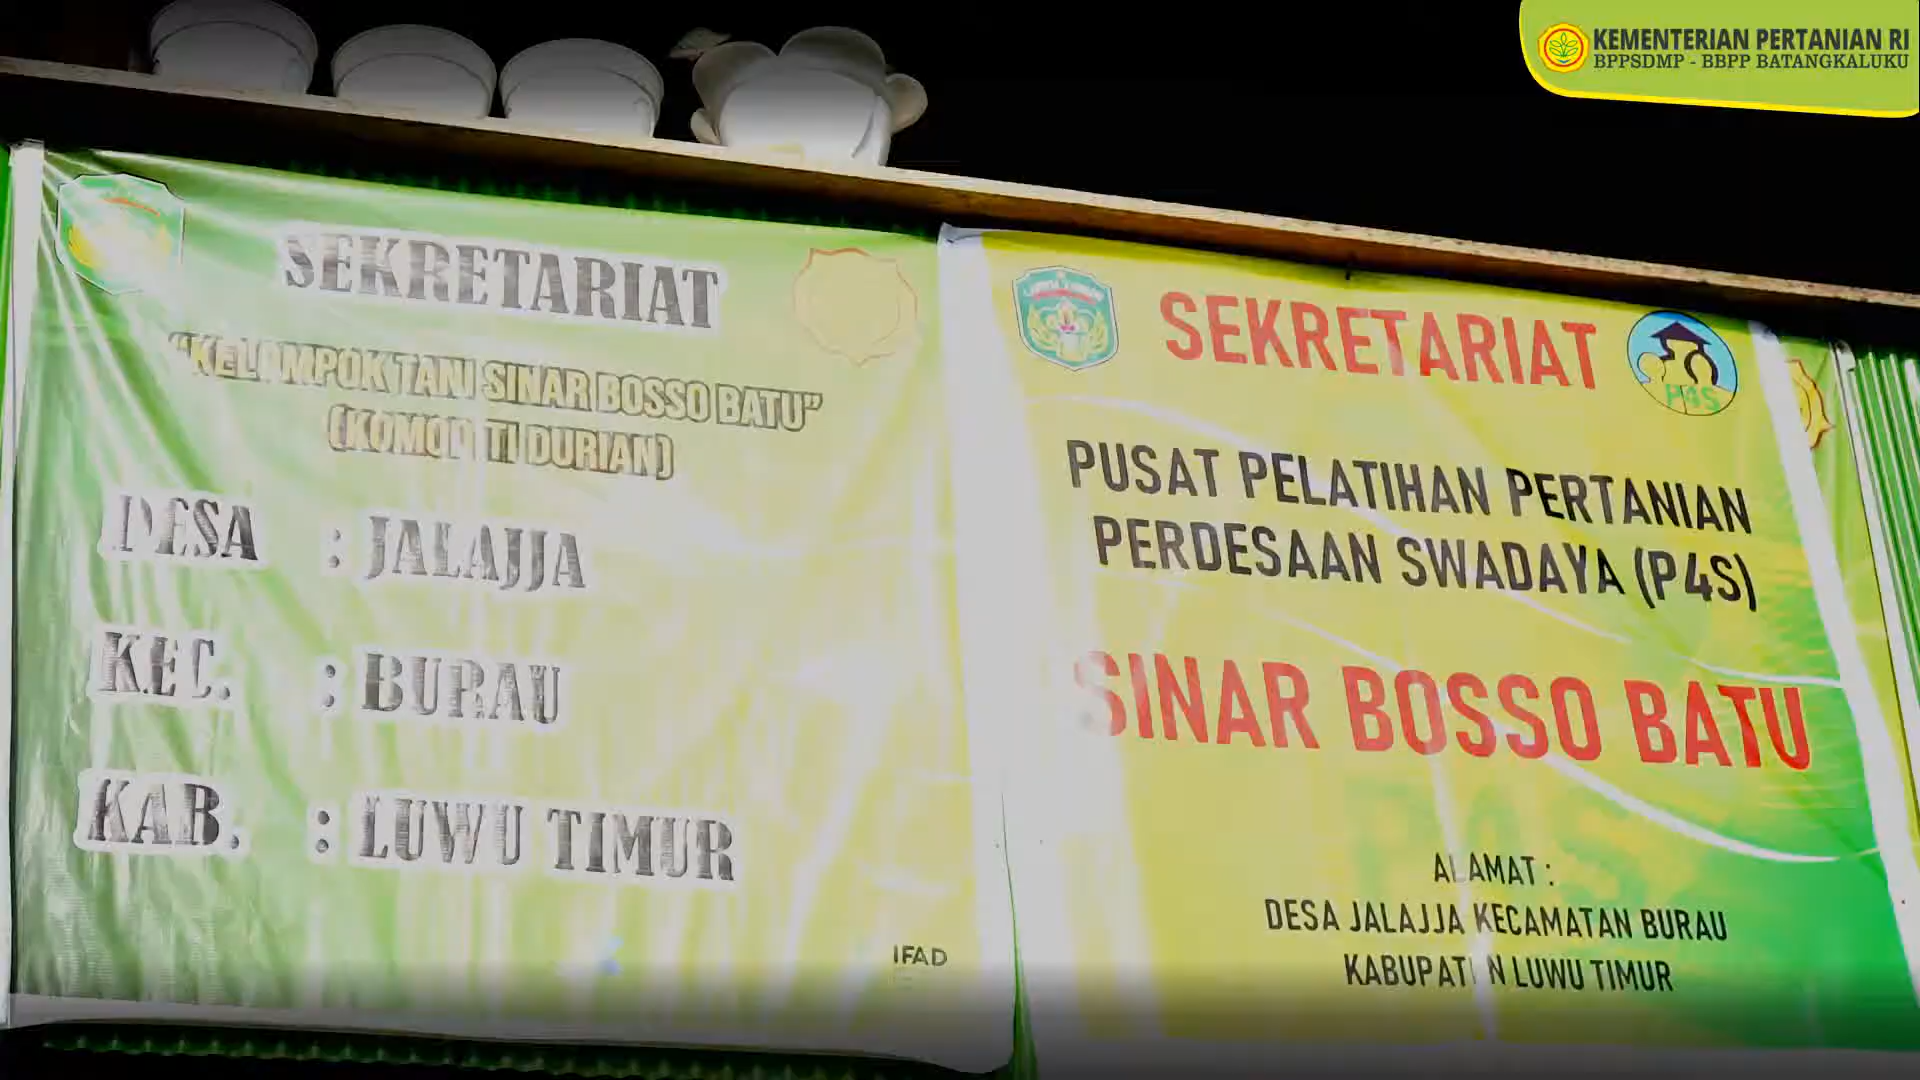 KEMENTERIAN PERTANIAN RI
BPPSDMP - BBPP BATANGKALUKU
SEKRETARIAT
"KELOMPOK TANI SINAR BOSSO BATU"
(KOMODITI DURIAN)
DESA : JALAJJA
KEC. : BURAU
KAB. : LUWU TIMUR
IFAD
SEKRETARIAT
P4S
PUSAT PELATIHAN PERTANIAN
PERDESAAN SWADAYA (P4S)
SINAR BOSSO BATU
ALAMAT :
DESA JALAJJA KECAMATAN BURAU
KABUPATEN LUWU TIMUR